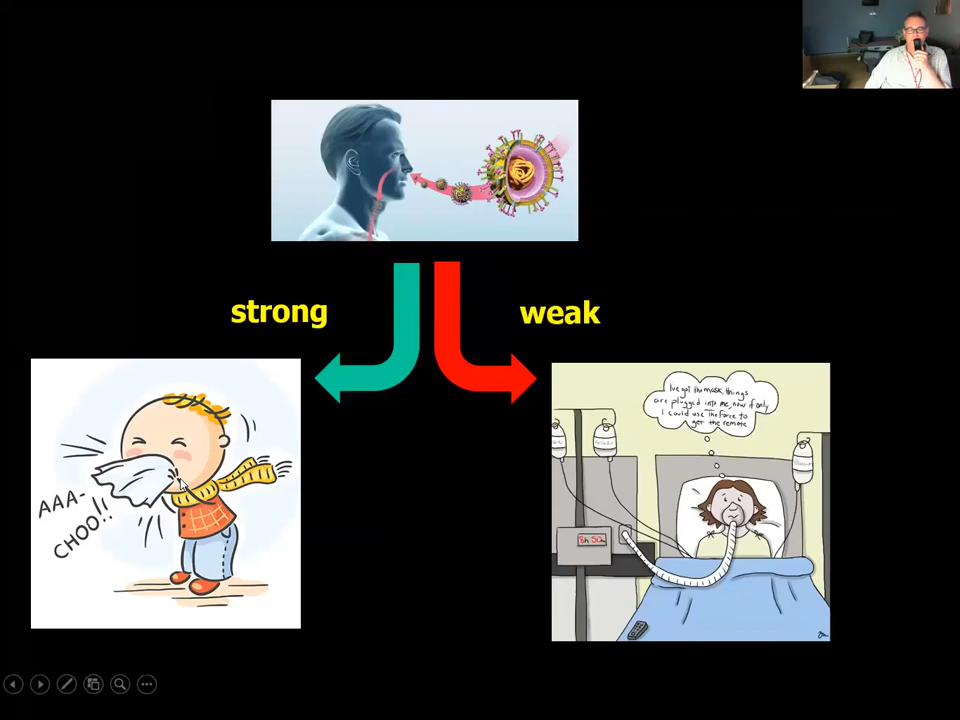 strong
weak
AAA-
CHOO!!
I've got the mask, things
are plugged into me, now if only
I could use The Force to
get the remote